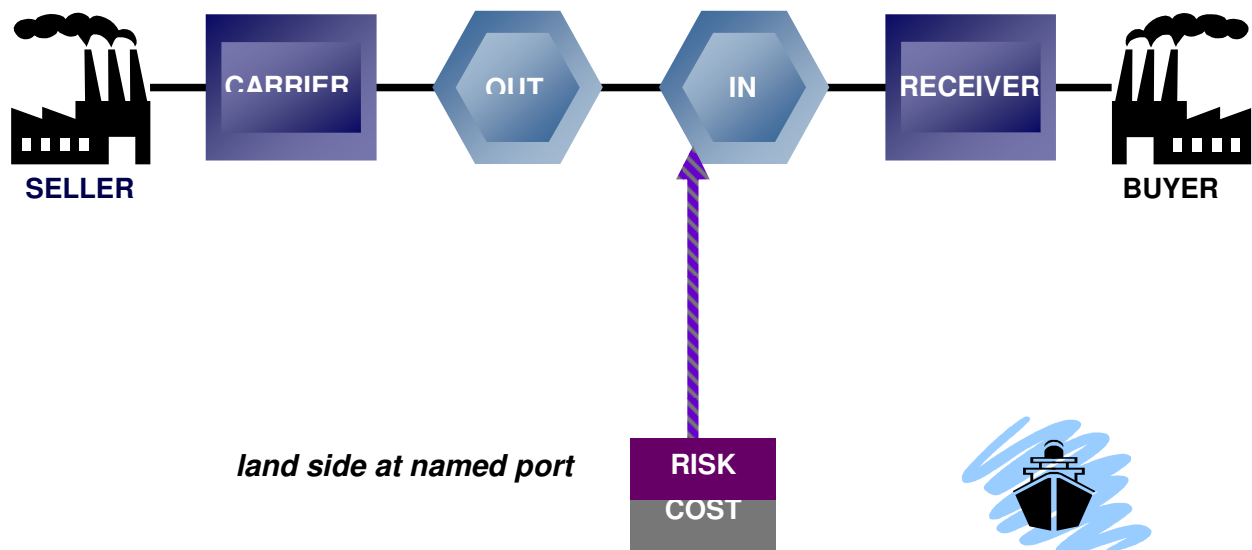 CARRIER
OUT
IN
RECEIVER
SELLER
BUYER
land side at named port
RISK
COST